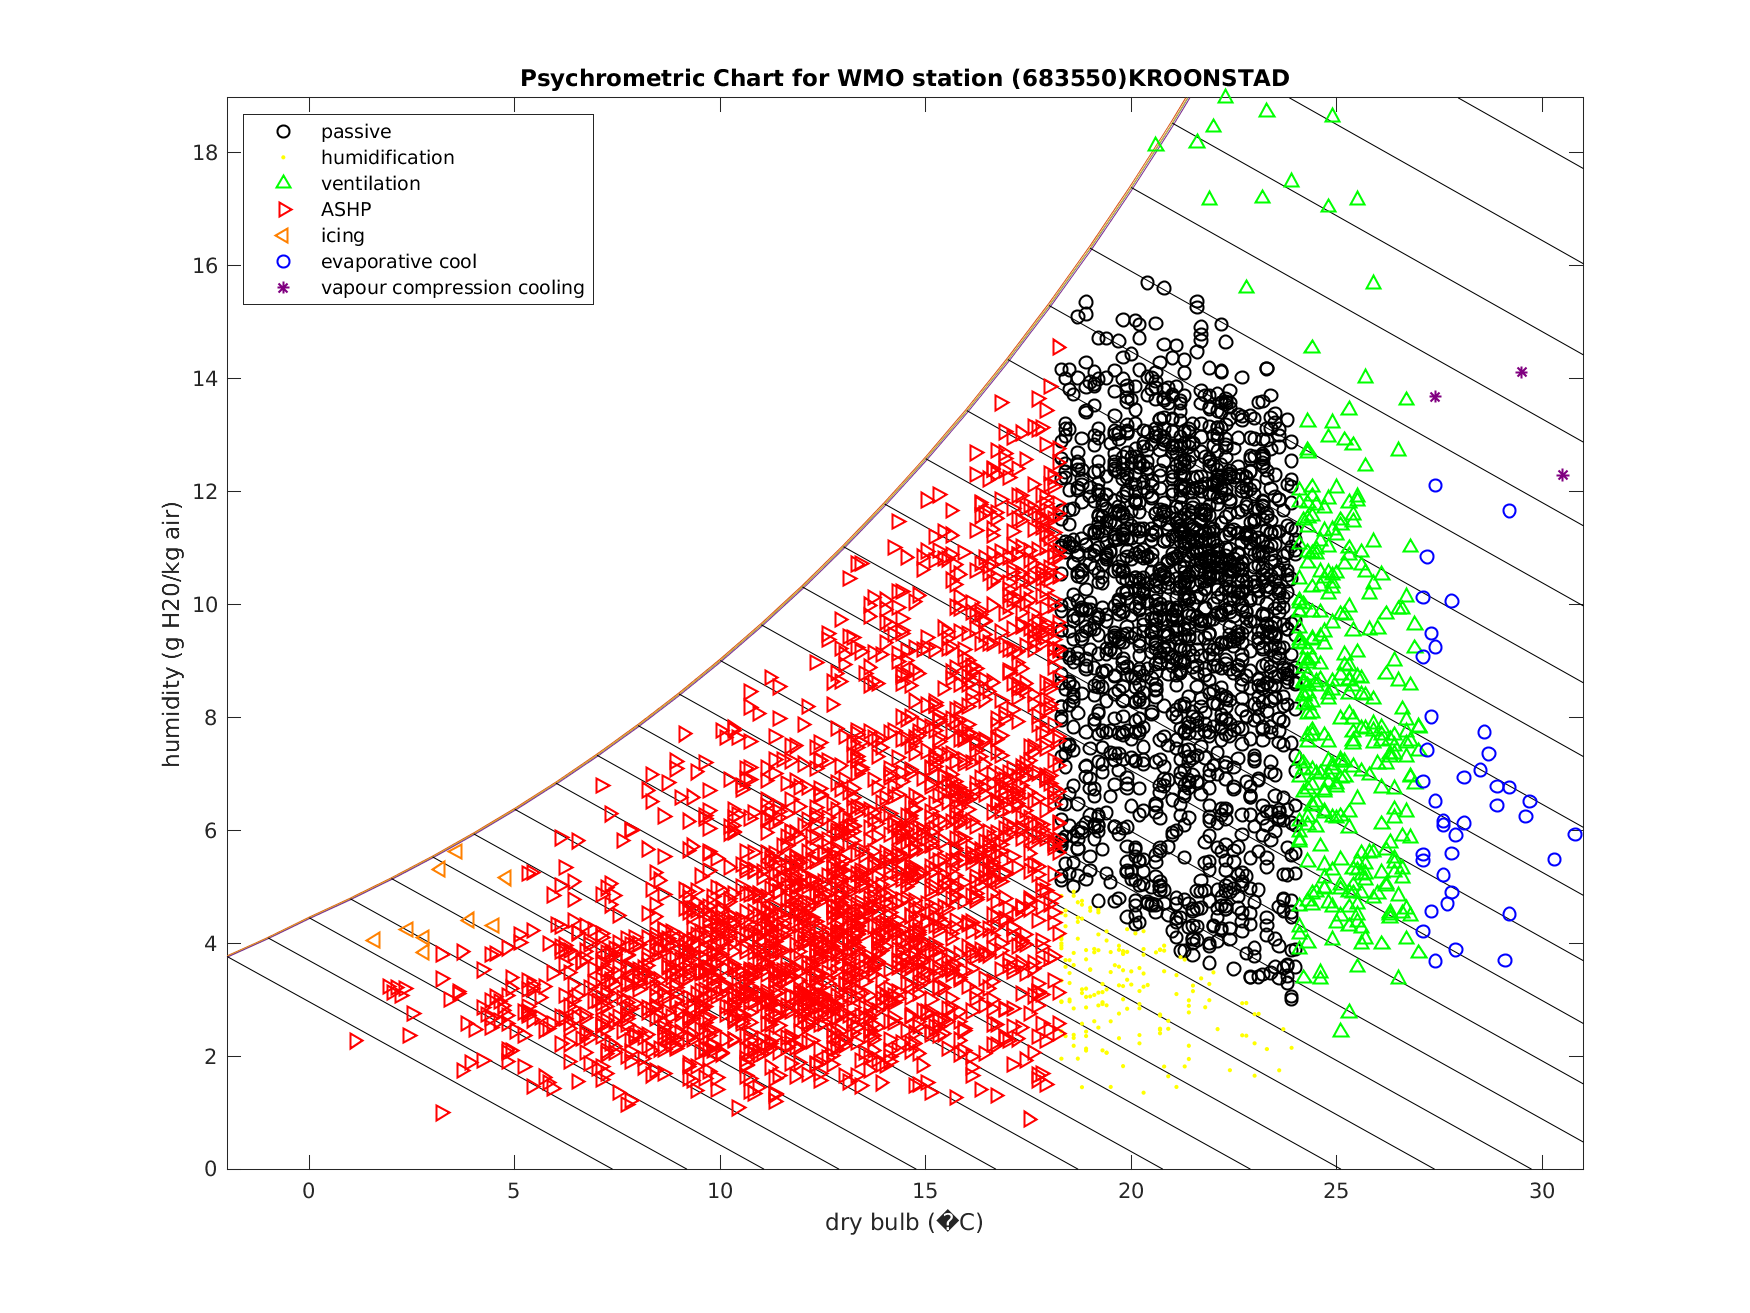 Psychrometric Chart for WMO station (683550)KROONSTAD
passive
humidification
ventilation
ASHP
icing
evaporative cool
vapour compression cooling
humidity (g H20/kg air)
18
16
14
12
10
8
6
4
2
0
0 5 10 15 20 25 30
dry bulb (�C)